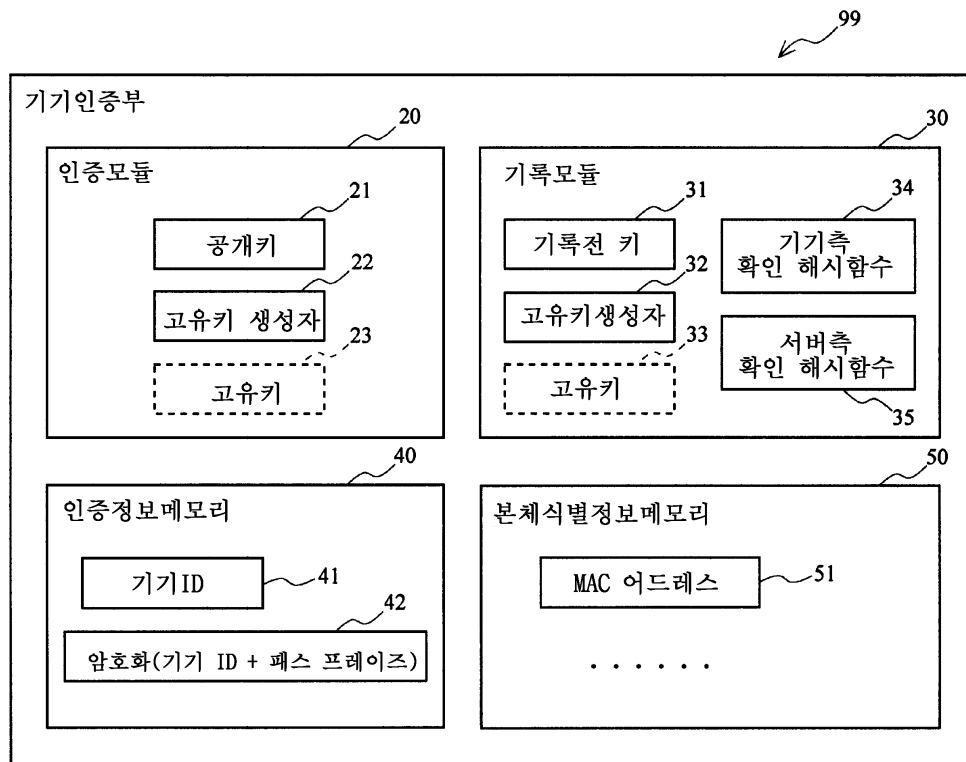 99
기기인증부
20
인증모듈
21
공개키
22
고유키 생성자
23
고유키
30
기록모듈
31
기록전 키
32
고유키생성자
33
고유키
34
기기측
확인 해시함수
서버측
확인 해시함수
35
40
인증정보메모리
기기ID
41
42
암호화(기기 ID + 패스 프레이즈)
50
본체식별정보메모리
MAC 어드레스
51
. . . . . .